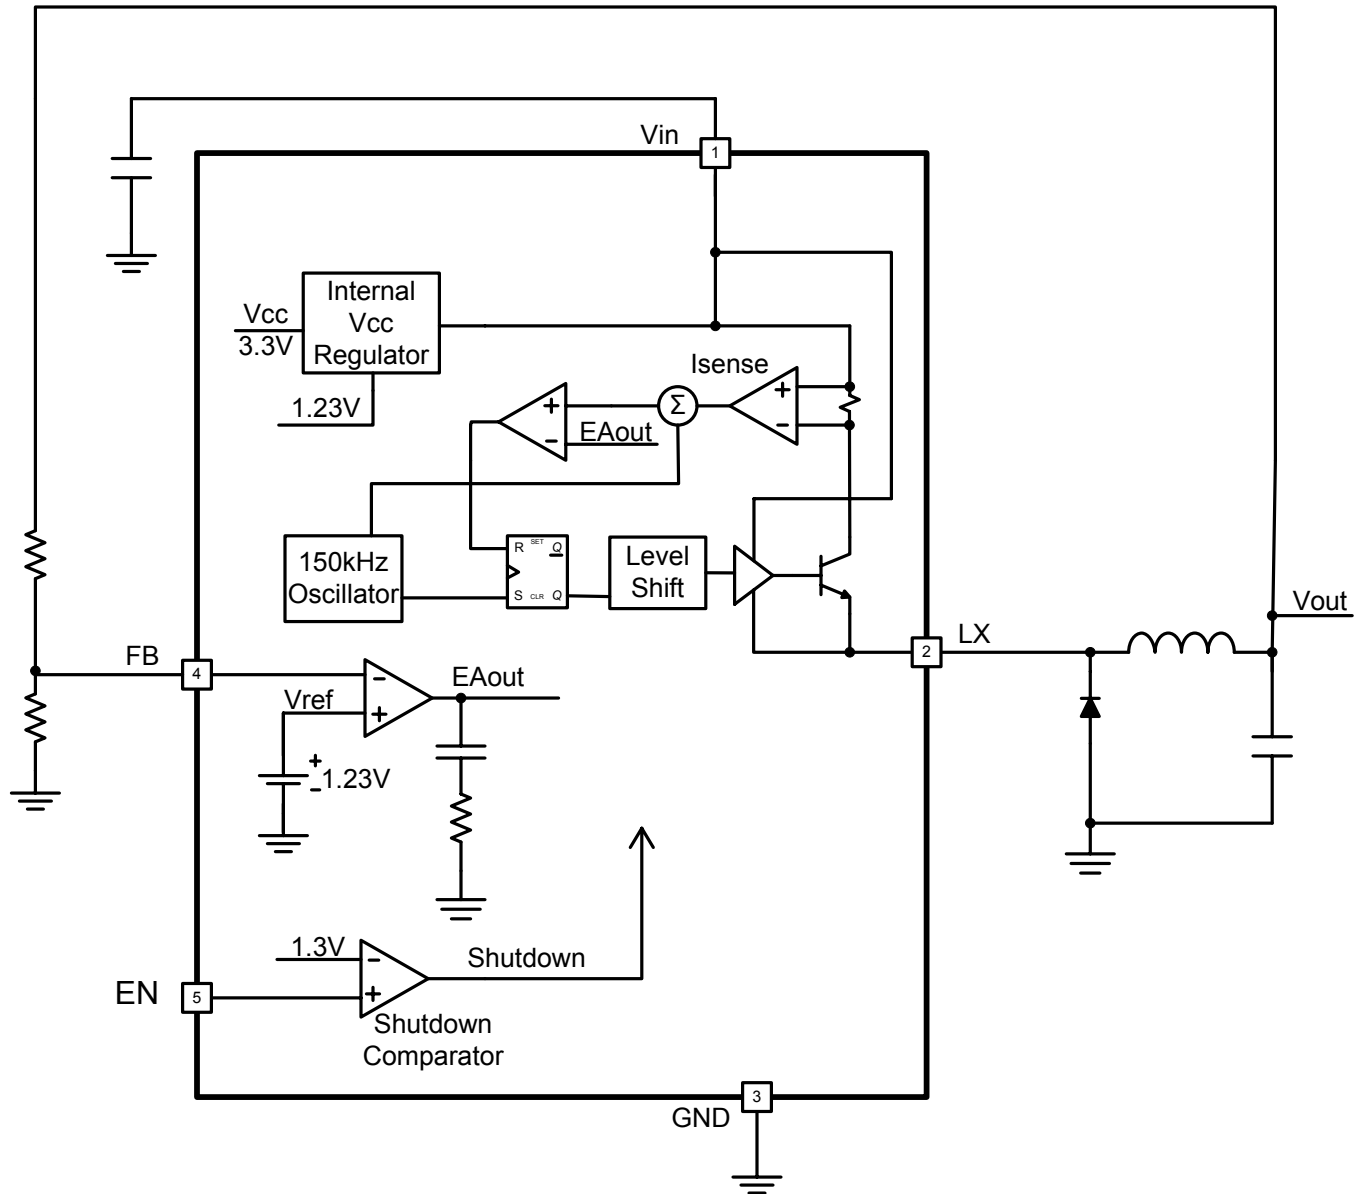 Vin
1
Internal
Vcc
Regulator
Vcc
3.3V
1.23V
Isense
+
-
Σ
+
-
EAout
150kHz
Oscillator
R
SET
Q
S
CLR
Q
Level
Shift
2
LX
Vout
FB
4
Vref
-
+
EAout
+
-
1.23V
1.3V
-
+
Shutdown
EN
5
Shutdown
Comparator
3
GND